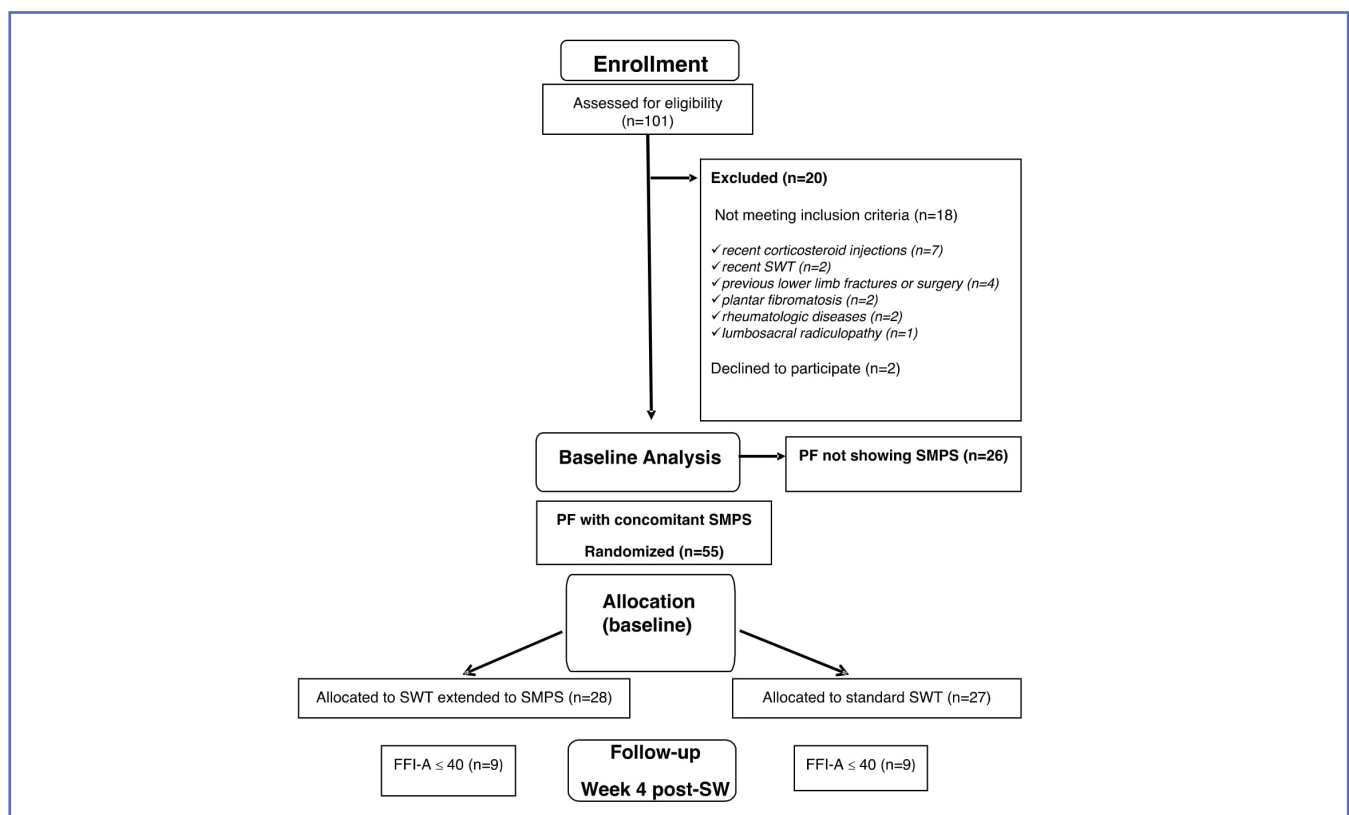 Enrollment
Assessed for eligibility
(n=101)
Excluded (n=20)
Not meeting inclusion criteria (n=18)
✓recent corticosteroid injections (n=7)
✓recent SWT (n=2)
✓previous lower limb fractures or surgery (n=4)
✓plantar fibromatosis (n=2)
✓rheumatologic diseases (n=2)
✓lumbosacral radiculopathy (n=1)
Declined to participate (n=2)
Baseline Analysis
PF not showing SMPS (n=26)
PF with concomitant SMPS
Randomized (n=55)
Allocation
(baseline)
Allocated to SWT extended to SMPS (n=28)
Allocated to standard SWT (n=27)
FFI-A ≤ 40 (n=9)
Follow-up
Week 4 post-SW
FFI-A ≤ 40 (n=9)